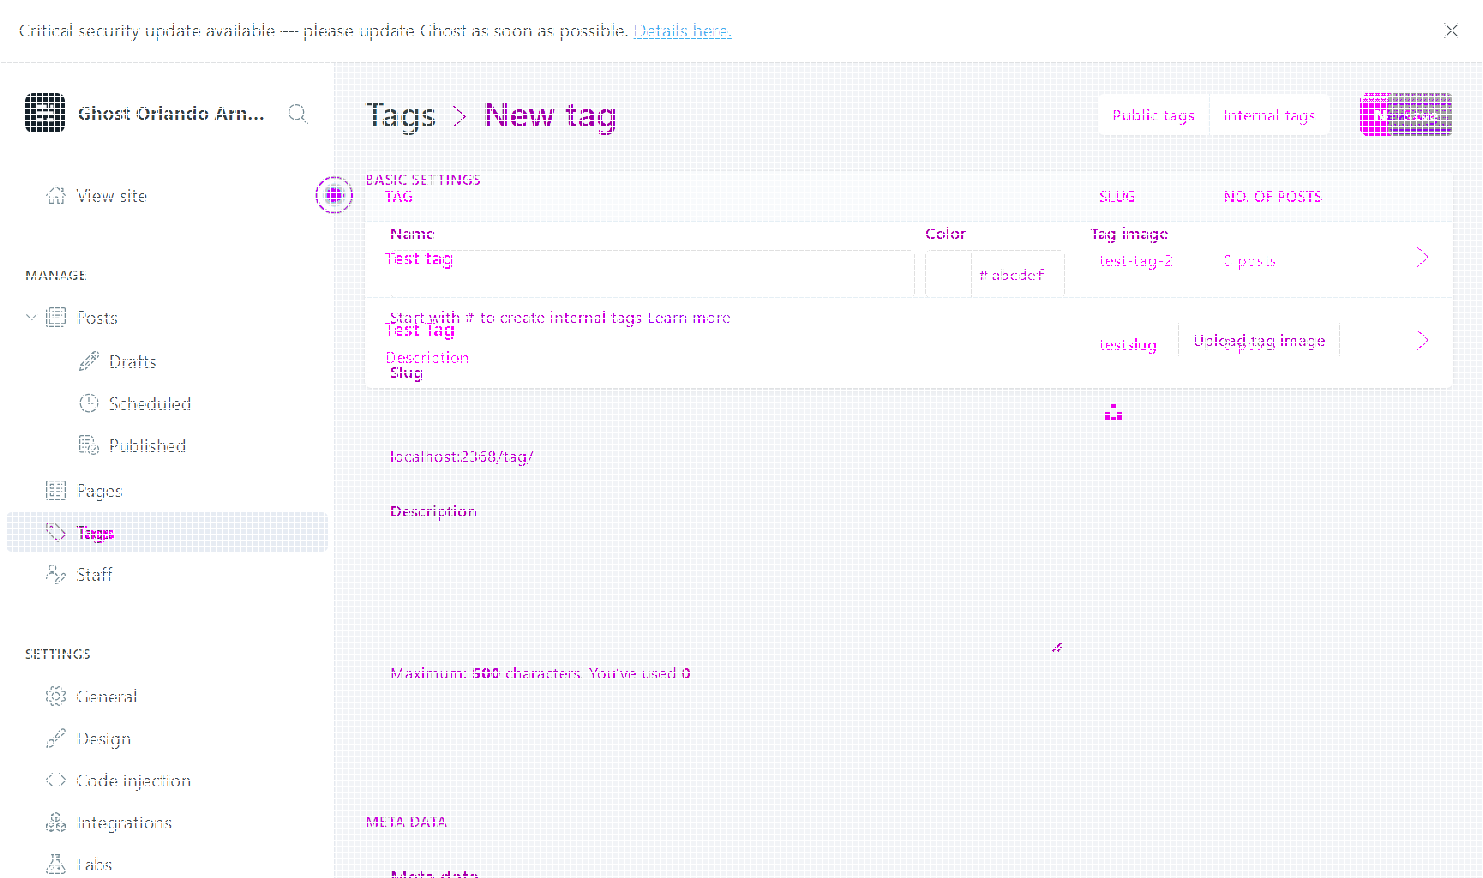 Critical security update available — please update Ghost as soon as possible. Details here.
Ghost Orlando Arn...
Tags > New tag
Public tags
Internal tags
View site
BASIC SETTINGS
TAG
SLUG
NO. OF POSTS
Name
Color
Tag image
Test tag
test-tag-2
0 posts
#abcdef
MANAGE
Posts
Start with # to create internal tags Learn more
Test Tag
testslug
Upload tag image
Description
Slug
Drafts
Scheduled
Published
localhost:2368/tag/
Pages
Description
Tags
Staff
SETTINGS
Maximum: 500 characters. You've used 0
General
Design
Code injection
Integrations
META DATA
Labs
Meta data